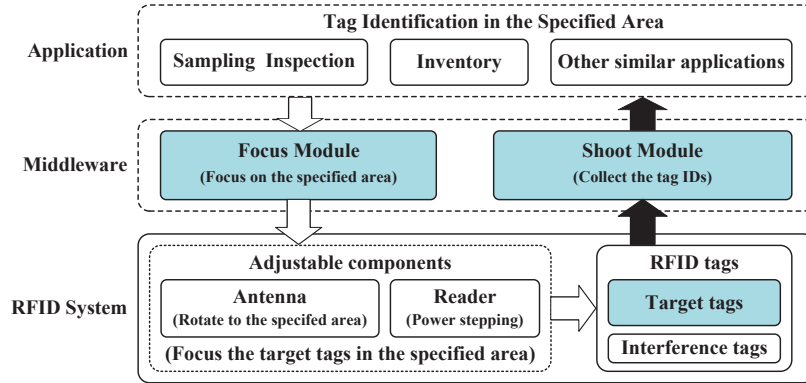 Tag Identification in the Specified Area
Application
Sampling Inspection
Inventory
Other similar applications
Middleware
Focus Module
(Focus on the specified area)
Shoot Module
(Collect the tag IDs)
RFID System
Adjustable components
Antenna
(Rotate to the specifed area)
Reader
(Power stepping)
(Focus the target tags in the specified area)
RFID tags
Target tags
Interference tags